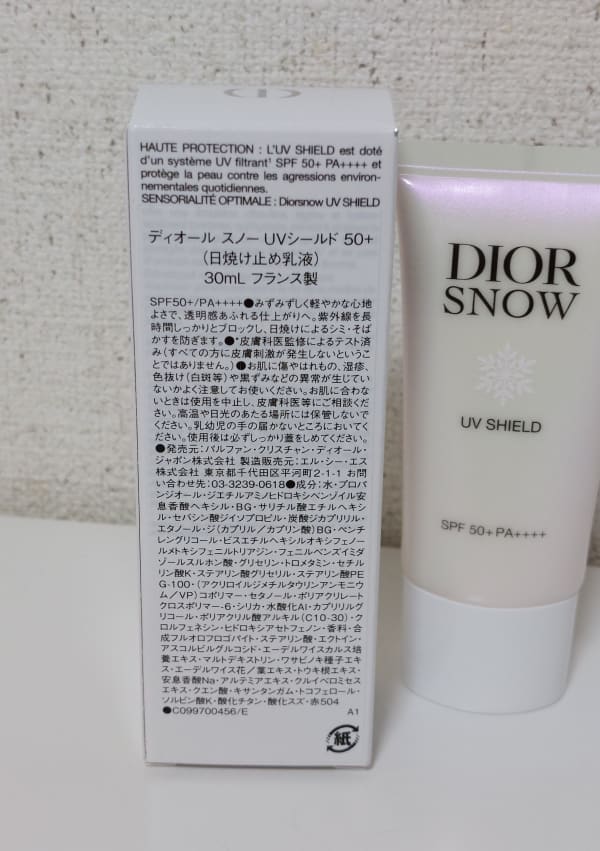 HAUTE PROTECTION : L'UV SHIELD est doté
d'un système UV filtrant¹ SPF 50+ PA++++ et
protège la peau contre les agressions environ-
nementales quotidiennes.
SENSORIALITÉ OPTIMALE : Diorsnow UV SHIELD
ディオール スノー UVシールド 50+
(日焼け止め乳液)
30mL フランス製
SPF50+/PA++++●みずみずしく軽やかな心地
よさで、透明感あふれる仕上がりへ。紫外線を長
時間しっかりとブロックし、日焼けによるシミ・そば
かすを防ぎます。●*皮膚科医監修によるテスト済
み(すべての方に皮膚刺激が発生しないというこ
とではありません。)●お肌に傷やはれもの、湿疹、
色抜け(白斑等)や黒ずみなどの異常が生じてい
ないかよく注意してお使いください。お肌に合わな
いときは使用を中止し、皮膚科医等にご相談くだ
さい。高温や日光のあたる場所には保管しないで
ください。乳幼児の手の届かないところにおいてく
ださい。使用後は必ずしっかり蓋をしめてください。
●発売元:パルファン・クリスチャン・ディオール・
ジャポン株式会社 製造販売元:エル・シー・エス
株式会社 東京都千代田区平河町2-1-1 お問
い合わせ先:03-3239-0618●成分:水・プロパ
ンジオール・ジエチルアミノヒドロキシベンゾイル安
息香酸ヘキシル・BG・サリチル酸エチルヘキシ
ル・セバシン酸ジイソプロピル・炭酸ジカプリリル・
エタノール・ジ(カプリル/カプリン酸)BG・ペンチ
レングリコール・ビスエチルヘキシルオキシフェノー
ルメトキシフェニルトリアジン・フェニルベンズイミダ
ゾールスルホン酸・グリセリン・トロメタミン・セチルリ
ン酸K・ステアリン酸グリセリル・ステアリン酸PE
G-100・(アクリロイルジメチルタウリンアンモニウ
ム/VP)コポリマー・セタノール・ポリアクリレート
クロスポリマー-6・シリカ・水酸化Al・カプリリルグ
リコール・ポリアクリル酸アルキル(C10-30)・ク
ロルフェネシン・ヒドロキシアセトフェノン・香料・合
成フルオロフロゴパイト・ステアリン酸・エクトイン・
アスコルビルグルコシド・エーデルワイスカルス培
養エキス・マルトデキストリン・ワサビノキ種子エキ
ス・エーデルワイス花/葉エキス・トウキ根エキス・
安息香酸Na・アルテアエキス・クルイベロミセス
エキス・クエン酸・キサンタンガム・トコフェロール・
ソルビン酸K・酸化チタン・酸化スズ・赤504
●C099700456/E A1
紙
DIOR
SNOW
UV SHIELD
SPF 50+ PA++++